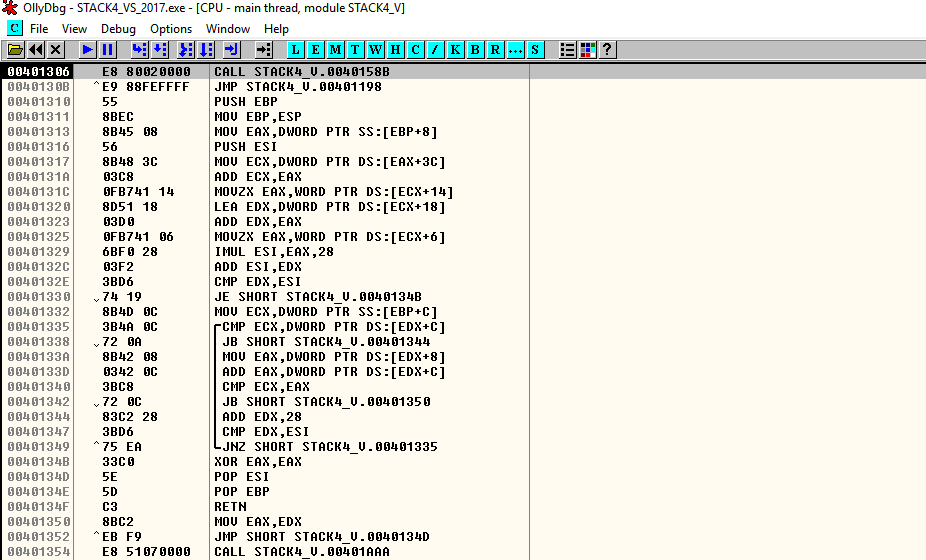 OllyDbg - STACK4_VS_2017.exe - [CPU - main thread, module STACK4_V]
C File View Debug Options Window Help
L E M T W H C / K B R ... S ?
00401306 E8 80020000 CALL STACK4_V.0040158B
0040130B ^E9 88FEFFFF JMP STACK4_V.00401198
00401310 55 PUSH EBP
00401311 8BEC MOV EBP,ESP
00401313 8B45 08 MOV EAX,DWORD PTR SS:[EBP+8]
00401316 56 PUSH ESI
00401317 8B48 3C MOV ECX,DWORD PTR DS:[EAX+3C]
0040131A 03C8 ADD ECX,EAX
0040131C 0FB741 14 MOVZX EAX,WORD PTR DS:[ECX+14]
00401320 8D51 18 LEA EDX,DWORD PTR DS:[ECX+18]
00401323 03D0 ADD EDX,EAX
00401325 0FB741 06 MOVZX EAX,WORD PTR DS:[ECX+6]
00401329 6BF0 28 IMUL ESI,EAX,28
0040132C 03F2 ADD ESI,EDX
0040132E 3BD6 CMP EDX,ESI
00401330 74 19 JE SHORT STACK4_V.0040134B
00401332 8B4D 0C MOV ECX,DWORD PTR SS:[EBP+C]
00401335 3B4A 0C CMP ECX,DWORD PTR DS:[EDX+C]
00401338 72 0A JB SHORT STACK4_V.00401344
0040133A 8B42 08 MOV EAX,DWORD PTR DS:[EDX+8]
0040133D 0342 0C ADD EAX,DWORD PTR DS:[EDX+C]
00401340 3BC8 CMP ECX,EAX
00401342 72 0C JB SHORT STACK4_V.00401350
00401344 83C2 28 ADD EDX,28
00401347 3BD6 CMP EDX,ESI
00401349 ^75 EA JNZ SHORT STACK4_V.00401335
0040134B 33C0 XOR EAX,EAX
0040134D 5E POP ESI
0040134E 5D POP EBP
0040134F C3 RETN
00401350 8BC2 MOV EAX,EDX
00401352 ^EB F9 JMP SHORT STACK4_V.0040134D
00401354 E8 51070000 CALL STACK4_V.00401AAA